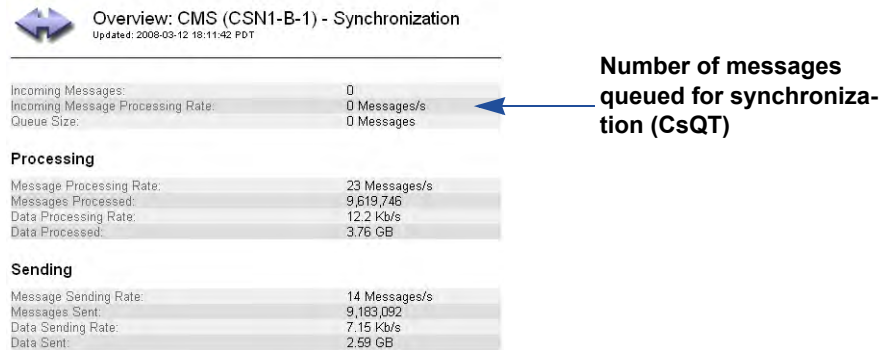 Overview: CMS (CSN1-B-1) - Synchronization
Updated: 2008-03-12 18:11:42 PDT
Incoming Messages: 0
Incoming Message Processing Rate: 0 Messages/s
Queue Size: 0 Messages
Number of messages
queued for synchroniza-
tion (CsQT)
Processing
Message Processing Rate: 23 Messages/s
Messages Processed: 9,619,746
Data Processing Rate: 12.2 Kb/s
Data Processed: 3.76 GB
Sending
Message Sending Rate: 14 Messages/s
Messages Sent: 9,183,092
Data Sending Rate: 7.15 Kb/s
Data Sent: 2.59 GB